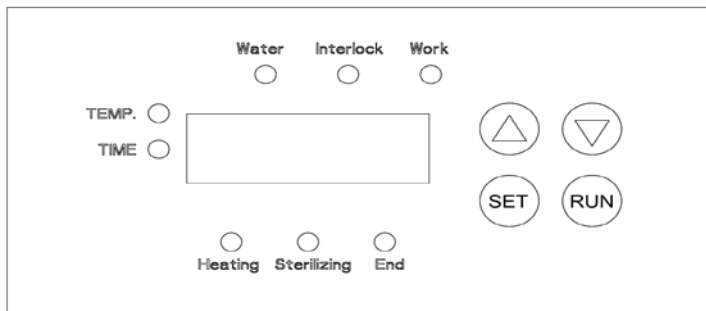 Water Interlock Work
TEMP.
TIME
SET RUN
Heating Sterilizing End